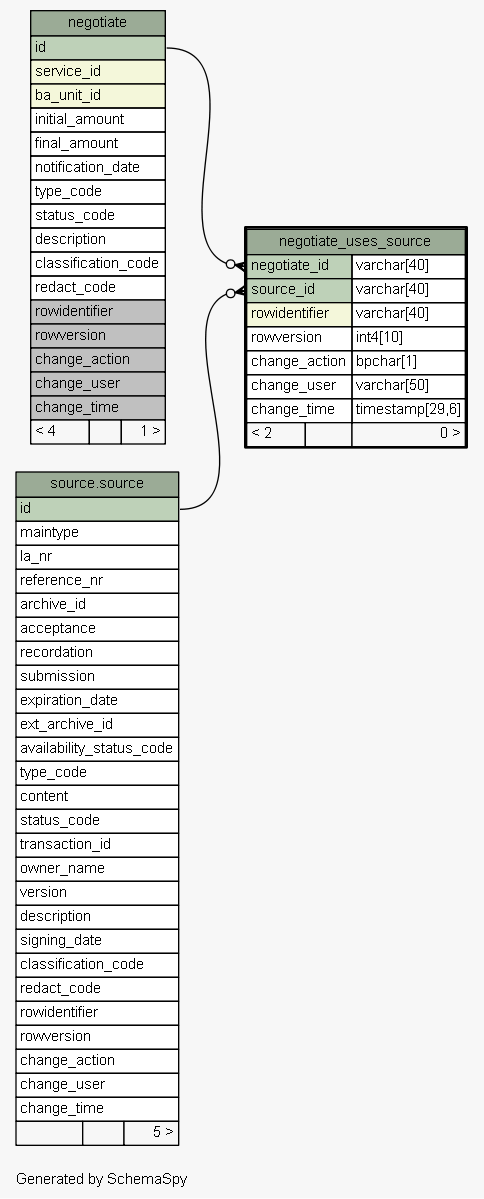 negotiate
id
service_id
ba_unit_id
initial_amount
final_amount
notification_date
type_code
status_code
description
classification_code
redact_code
rowidentifier
rowversion
change_action
change_user
change_time
< 4 1 >
negotiate_uses_source
negotiate_id varchar[40]
source_id varchar[40]
rowidentifier varchar[40]
rowversion int4[10]
change_action bpchar[1]
change_user varchar[50]
change_time timestamp[29,6]
< 2 0 >
source.source
id
maintype
la_nr
reference_nr
archive_id
acceptance
recordation
submission
expiration_date
ext_archive_id
availability_status_code
type_code
content
status_code
transaction_id
owner_name
version
description
signing_date
classification_code
redact_code
rowidentifier
rowversion
change_action
change_user
change_time
5 >
Generated by SchemaSpy